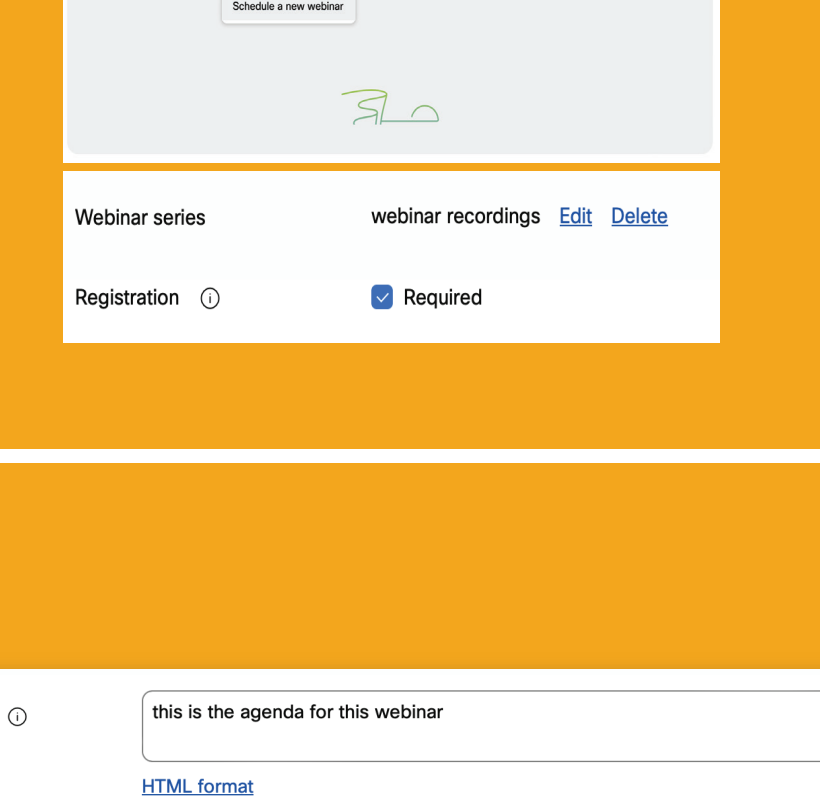 Schedule a new webinar
Webinar series webinar recordings Edit Delete
Registration Required
this is the agenda for this webinar
HTML format